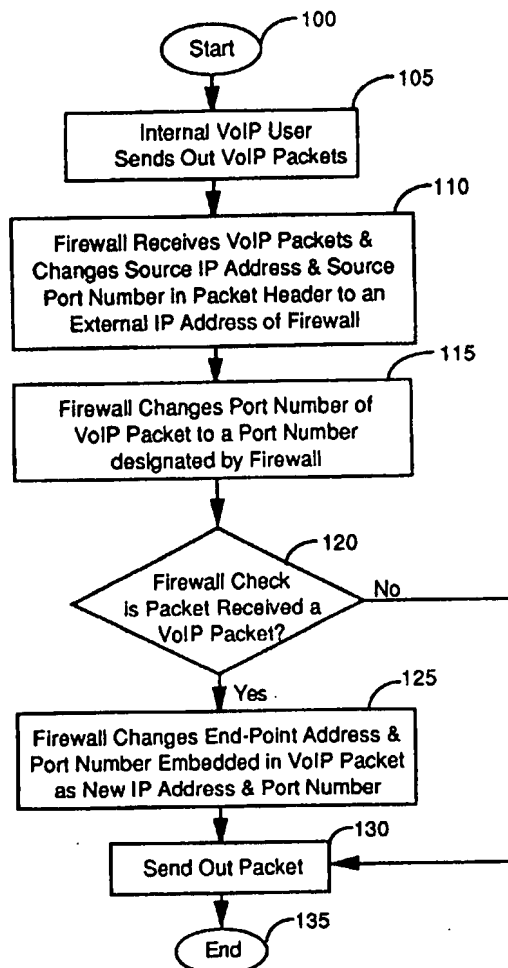 100
Start
105
Internal VoIP User
Sends Out VoIP Packets
110
Firewall Receives VoIP Packets &
Changes Source IP Address & Source
Port Number in Packet Header to an
External IP Address of Firewall
115
Firewall Changes Port Number of
VoIP Packet to a Port Number
designated by Firewall
120
Firewall Check
is Packet Received a
VoIP Packet?
No
Yes
125
Firewall Changes End-Point Address &
Port Number Embedded in VoIP Packet
as New IP Address & Port Number
130
Send Out Packet
135
End